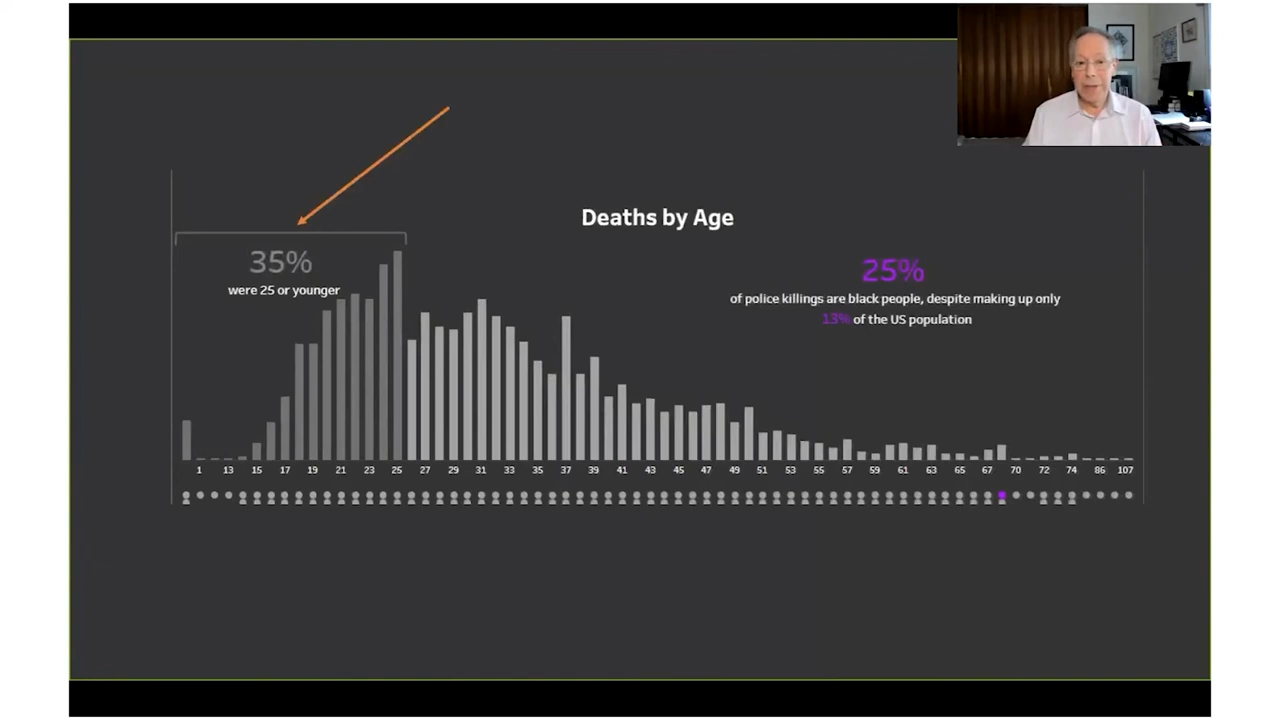 Deaths by Age
35%
were 25 or younger
25%
of police killings are black people, despite making up only
13% of the US population
1 13 15 17 19 21 23 25 27 29 31 33 35 37 39 41 43 45 47 49 51 53 55 57 59 61 63 65 67 70 72 74 86 107